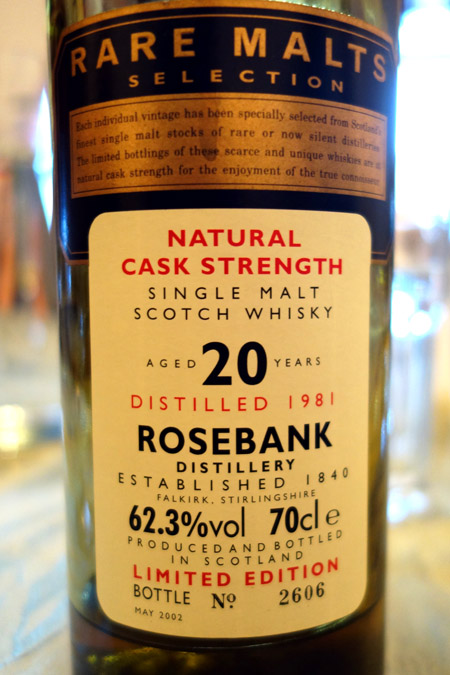 RARE MALTS
SELECTION
Each individual vintage has been specially selected from Scotland's
finest single malt stocks of rare or now silent distilleries
The limited bottlings of these scarce and unique whiskies are at
natural cask strength for the enjoyment of the true connoisseur
NATURAL
CASK STRENGTH
SINGLE MALT
SCOTCH WHISKY
AGED 20 YEARS
DISTILLED 1981
ROSEBANK
DISTILLERY
ESTABLISHED 1840
FALKIRK, STIRLINGSHIRE
62.3%vol 70cl e
PRODUCED AND BOTTLED
IN SCOTLAND
LIMITED EDITION
BOTTLE No. 2606
MAY 2002